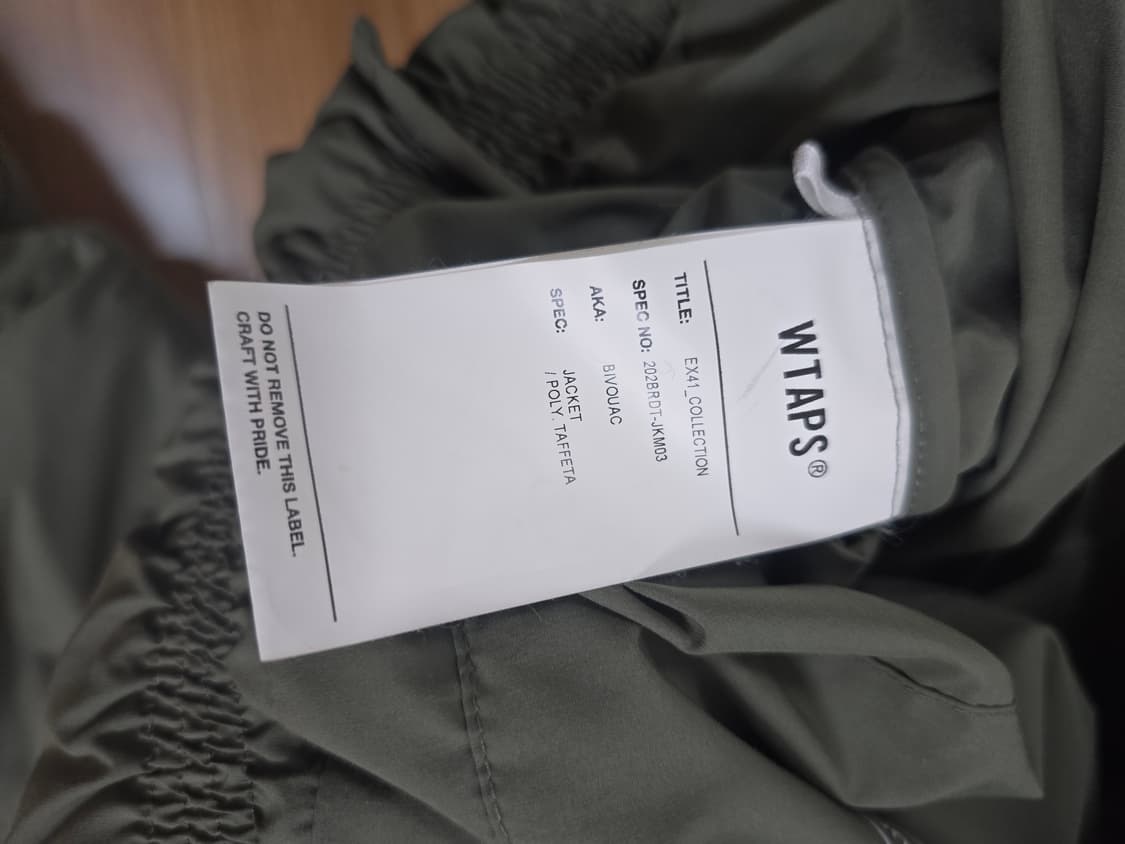 WTAPS®
TITLE: EX41_COLLECTION
SPEC NO: 202BRDT-JKM03
AKA: BIVOUAC
SPEC: JACKET
/ POLY. TAFFETA
DO NOT REMOVE THIS LABEL.
CRAFT WITH PRIDE.